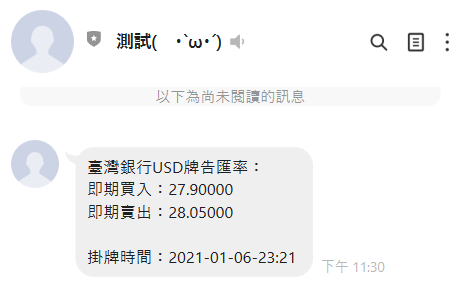 測試( ･`ω･´)
以下為尚未閱讀的訊息
臺灣銀行USD牌告匯率：
即期買入：27.90000
即期賣出：28.05000
掛牌時間：2021-01-06-23:21
下午 11:30